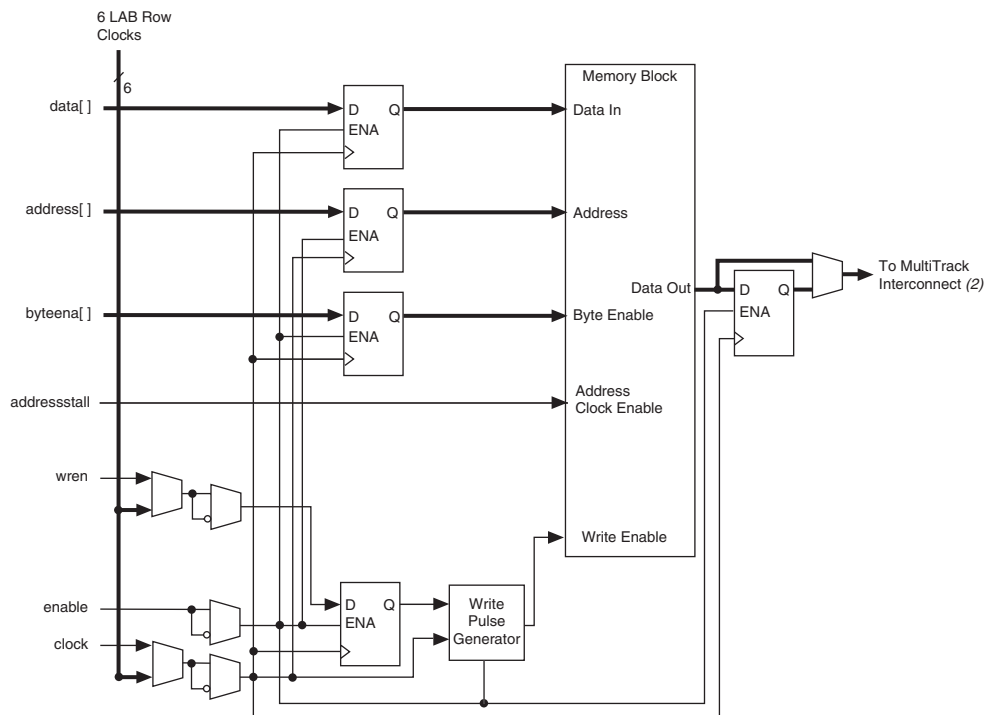 6 LAB Row
Clocks
6
data[ ]
D
Q
ENA
Memory Block
Data In
address[ ]
D
Q
ENA
Address
byteena[ ]
D
Q
ENA
Byte Enable
Data Out
D
Q
ENA
To MultiTrack
Interconnect (2)
addressstall
Address
Clock Enable
wren
Write Enable
enable
D
Q
ENA
Write
Pulse
Generator
clock